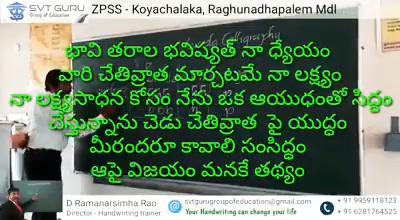 SVT GURU
Group of Education
ZPSS - Koyachalaka, Raghunadhapalem Mdl
భావి తరాల భవిష్యత్ నా ధ్యేయం
వారి చేతివ్రాత మార్చటమే నా లక్ష్యం
నా లక్ష్యసాధన కోసం నేను ఒక ఆయుధంతో సిద్ధం
చేస్తున్నాను చెడు చేతివ్రాత పై యుద్ధం
మీరందరూ కావాలి సంసిద్ధం
ఆపై విజయం మనకే తథ్యం
D Ramanarsimha Rao
Director - Handwriting trainer
svtgurugroupofeducation@gmail.com
Your Handwriting can change your life
+ 91 9959118123
+ 91 6281764525